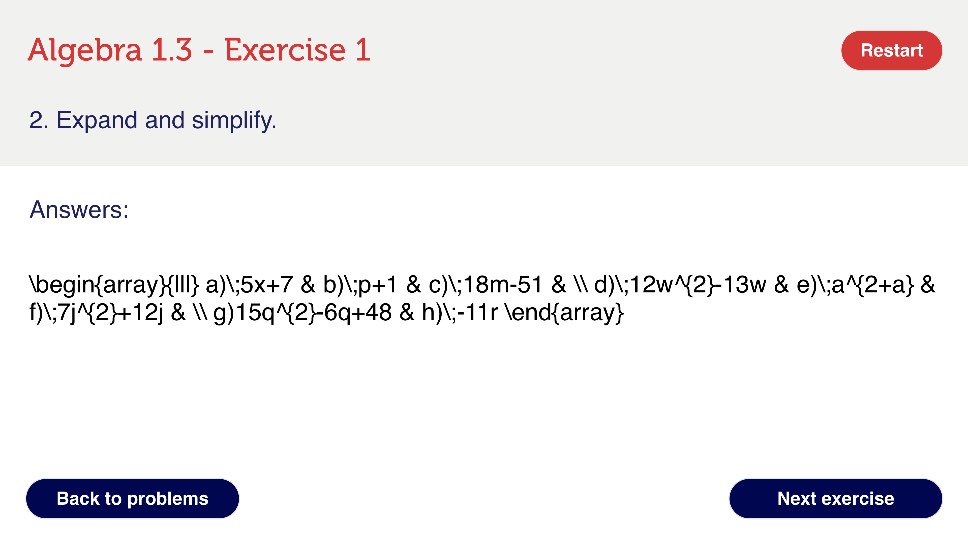 Algebra 1.3 - Exercise 1
Restart
2. Expand and simplify.
Answers:
\begin{array}{lll} a)\;5x+7 & b)\;p+1 & c)\;18m-51 & \\ d)\;12w^{2}-13w & e)\;a^{2+a} &
f)\;7j^{2}+12j & \\ g)15q^{2}-6q+48 & h)\;-11r \end{array}
Back to problems
Next exercise